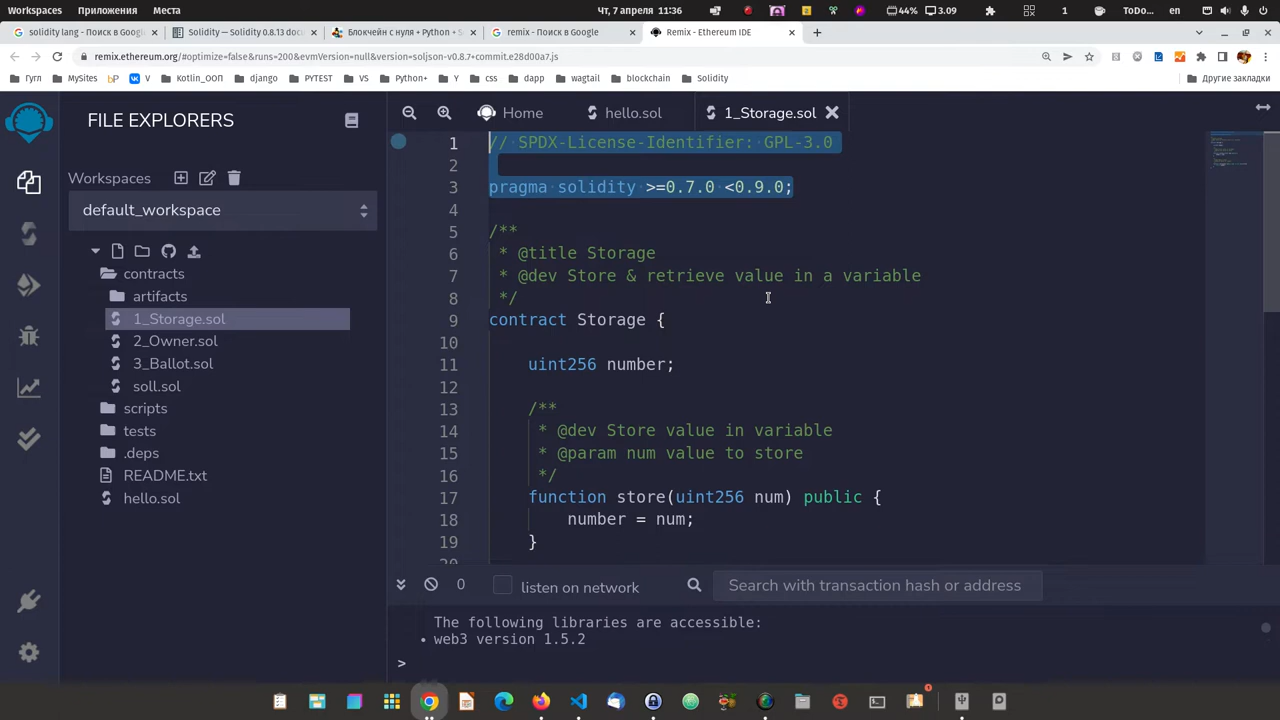 Workspaces Приложения Места
Чт, 7 апреля 11:36
44% 3.09 1 ToDo... en
solidity lang - Поиск в Google
Solidity — Solidity 0.8.13 docu
Блокчейн с нуля + Python + S
remix - Поиск в Google
Remix - Ethereum IDE
remix.ethereum.org/#optimize=false&runs=200&evmVersion=null&version=soljson-v0.8.7+commit.e28d00a7.js
Гугл MySites V Kotlin_ООП django PYTEST VS Python+ Y css dapp wagtail blockchain Solidity Другие закладки
FILE EXPLORERS
Workspaces
default_workspace
contracts
artifacts
1_Storage.sol
2_Owner.sol
3_Ballot.sol
soll.sol
scripts
tests
.deps
README.txt
hello.sol
Home hello.sol 1_Storage.sol
1 // SPDX-License-Identifier: GPL-3.0
2
3 pragma solidity >=0.7.0 <0.9.0;
4
5 /**
6 * @title Storage
7 * @dev Store & retrieve value in a variable
8 */
9 contract Storage {
10
11 uint256 number;
12
13 /**
14 * @dev Store value in variable
15 * @param num value to store
16 */
17 function store(uint256 num) public {
18 number = num;
19 }
20
0 listen on network Search with transaction hash or address
The following libraries are accessible:
• web3 version 1.5.2
>